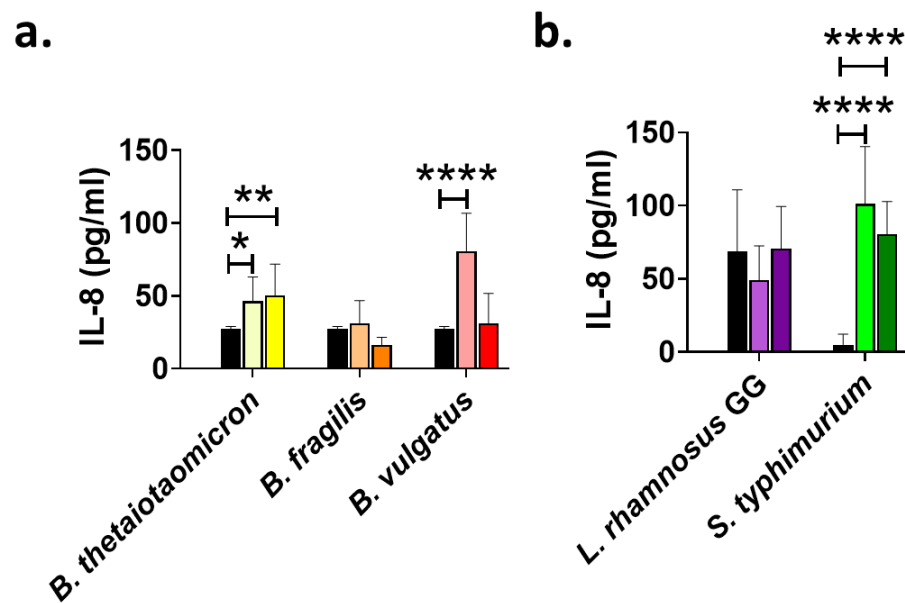 a.
IL-8 (pg/ml)
150
100
50
0
**
*
****
B. thetaiotaomicron
B. fragilis
B. vulgatus
b.
IL-8 (pg/ml)
150
100
50
0
****
****
L. rhamnosus GG
S. typhimurium